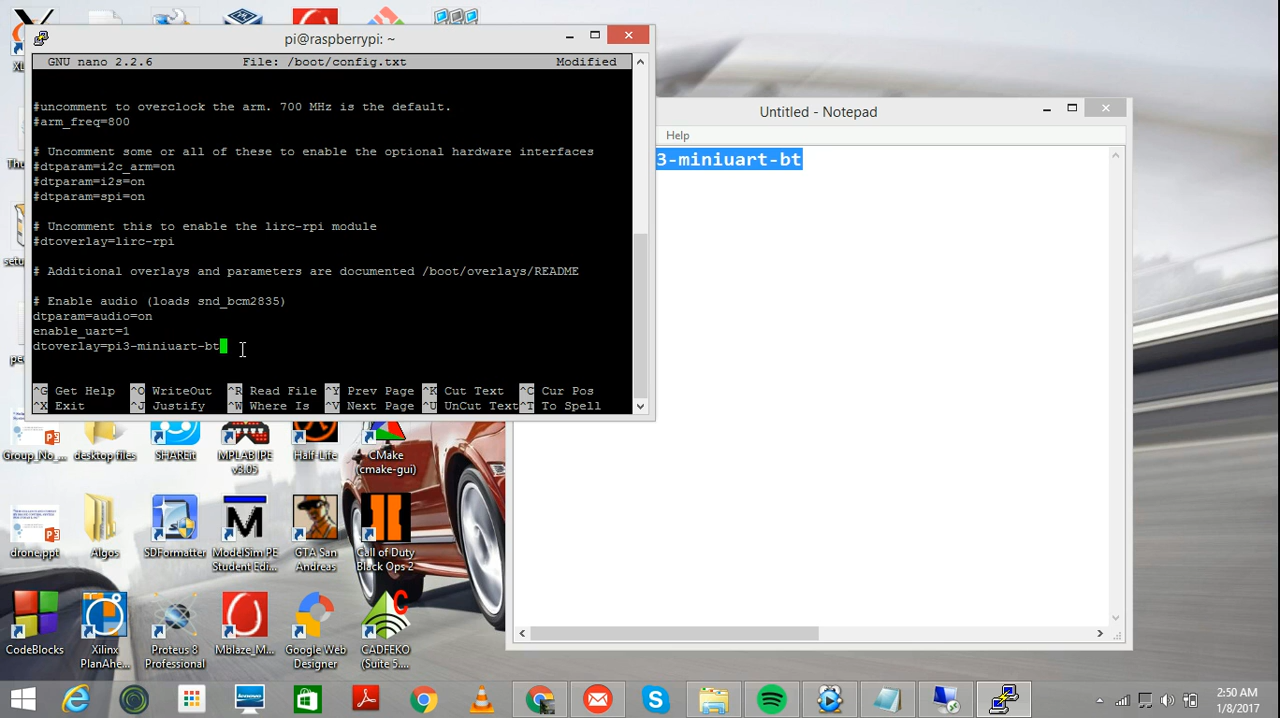 pi@raspberrypi: ~
GNU nano 2.2.6 File: /boot/config.txt Modified
#uncomment to overclock the arm. 700 MHz is the default.
#arm_freq=800
# Uncomment some or all of these to enable the optional hardware interfaces
#dtparam=i2c_arm=on
#dtparam=i2s=on
#dtparam=spi=on
# Uncomment this to enable the lirc-rpi module
#dtoverlay=lirc-rpi
# Additional overlays and parameters are documented /boot/overlays/README
# Enable audio (loads snd_bcm2835)
dtparam=audio=on
enable_uart=1
dtoverlay=pi3-miniuart-bt
^G Get Help ^O WriteOut ^R Read File ^Y Prev Page ^K Cut Text ^C Cur Pos
^X Exit ^J Justify ^W Where Is ^V Next Page ^U UnCut Text ^T To Spell
Untitled - Notepad
Help
3-miniuart-bt
Group_No_... desktop files SHAREit MPLAB IPE v3.05 Half-Life CMake (cmake-gui)
drone.ppt Algos SDFormatter ModelSim PE Student Edi... GTA San Andreas Call of Duty Black Ops 2
CodeBlocks Xilinx PlanAhe... Proteus 8 Professional Mblaze_M... Google Web Designer CADFEKO (Suite 5....
2:50 AM
1/8/2017